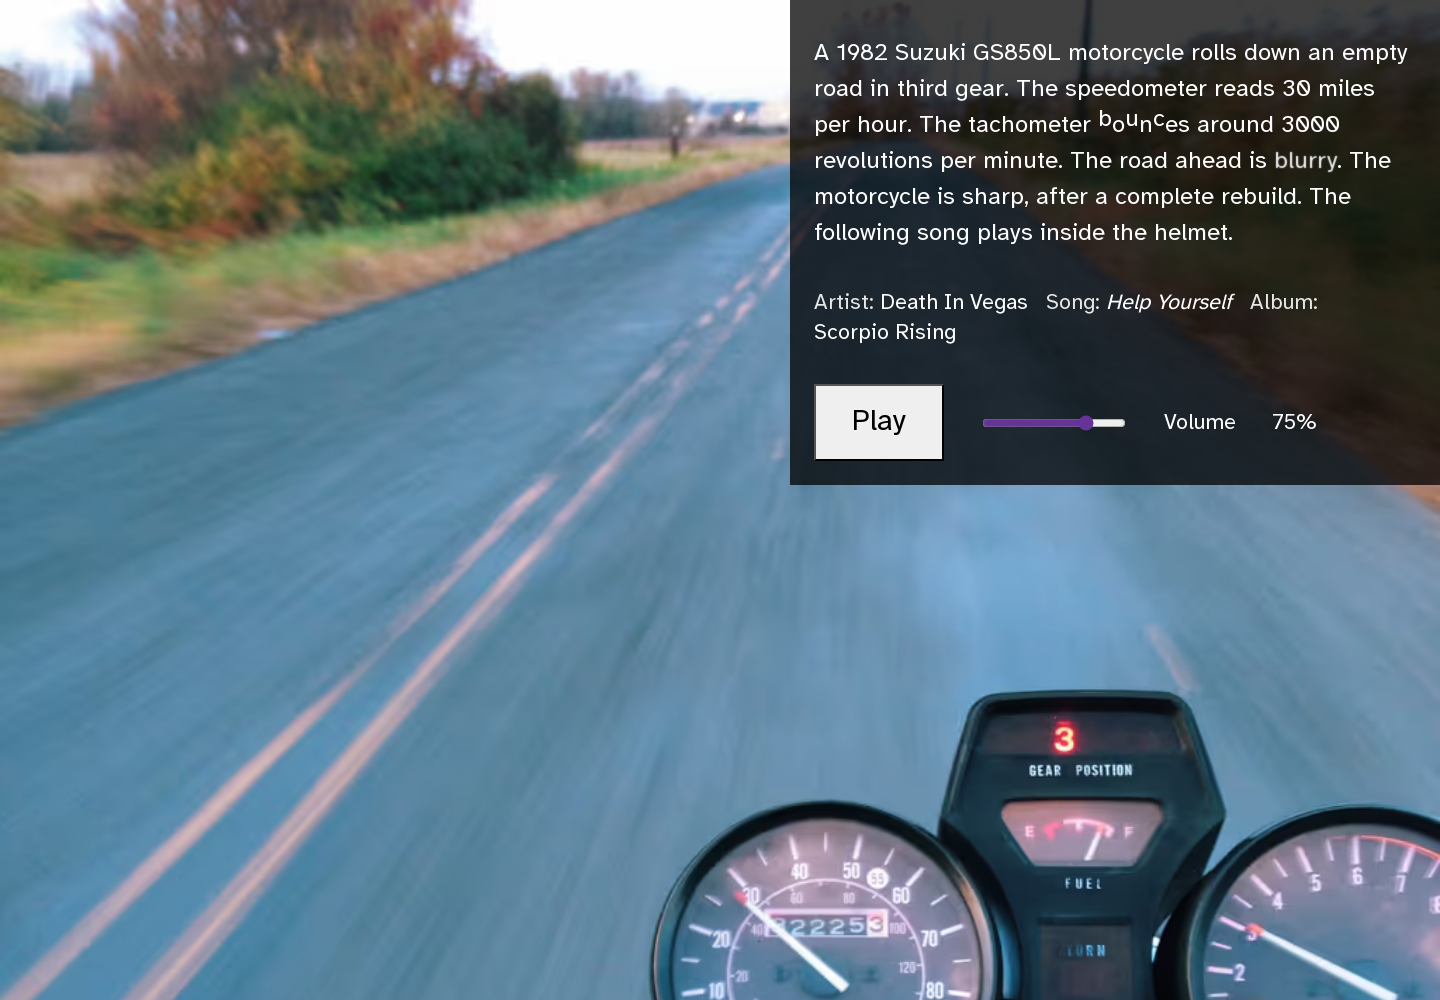 A 1982 Suzuki GS850L motorcycle rolls down an empty
road in third gear. The speedometer reads 30 miles
per hour. The tachometer bounces around 3000
revolutions per minute. The road ahead is blurry. The
motorcycle is sharp, after a complete rebuild. The
following song plays inside the helmet.
Artist: Death In Vegas Song: Help Yourself Album:
Scorpio Rising
Play Volume 75%
3
GEAR POSITION
E F
FUEL
TURN
10 20 30 40 50 55 60 70 80
20 40 60 80 100 120
22253
2 3 4 5 6 7 8